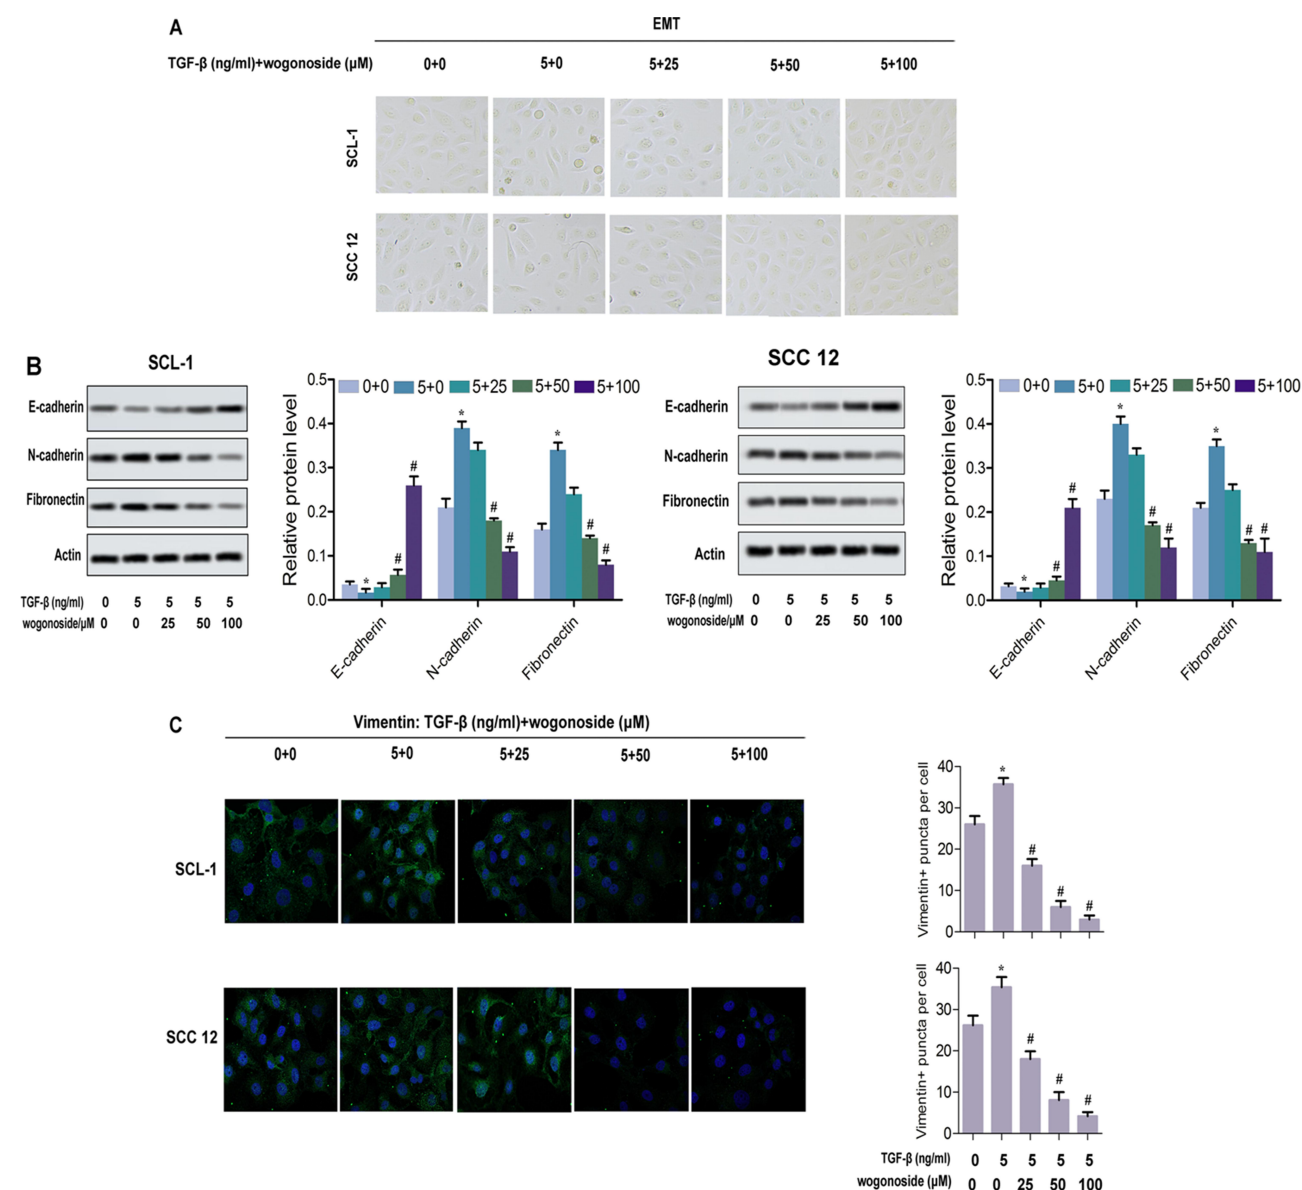 A
EMT
TGF-β (ng/ml)+wogonoside (μM) 0+0 5+0 5+25 5+50 5+100
SCL-1
SCC 12
B
SCL-1
E-cadherin
N-cadherin
Fibronectin
Actin
TGF-β (ng/ml) 0 5 5 5 5
wogonoside/μM 0 0 25 50 100
0+0 5+0 5+25 5+50 5+100
Relative protein level
0.5
0.4
0.3
0.2
0.1
0.0
* # #
* # #
* # #
E-cadherin N-cadherin Fibronectin
SCC 12
E-cadherin
N-cadherin
Fibronectin
Actin
TGF-β (ng/ml) 0 5 5 5 5
wogonoside/μM 0 0 25 50 100
0+0 5+0 5+25 5+50 5+100
Relative protein level
0.5
0.4
0.3
0.2
0.1
0.0
* # #
* # #
* # #
E-cadherin N-cadherin Fibronectin
C
Vimentin: TGF-β (ng/ml)+wogonoside (μM)
0+0 5+0 5+25 5+50 5+100
SCL-1
SCC 12
Vimentin+ puncta per cell
40
30
20
10
0
* # # #
Vimentin+ puncta per cell
40
30
20
10
0
* # # #
TGF-β (ng/ml) 0 5 5 5 5
wogonoside (μM) 0 0 25 50 100